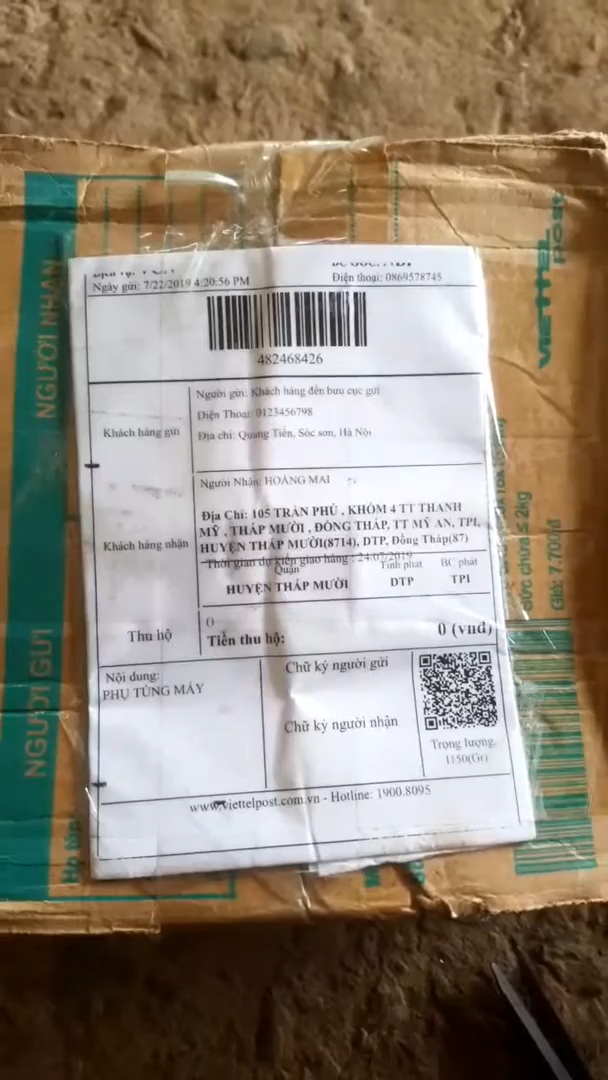 Ngày gửi: 7/22/2019 4:20:56 PM
Điện thoại: 0869578745
482468426
Khách hàng gửi
Người gửi: Khách hàng đến bưu cục gửi
Điện Thoại: 0123456798
Địa chỉ: Quang Tiến, Sóc sơn, Hà Nội
Khách hàng nhận
Người Nhận: HOÀNG MAI
Địa Chỉ: 105 TRẦN PHÚ , KHÓM 4 TT THANH
MỸ , THÁP MƯỜI , ĐỒNG THÁP, TT MỸ AN, TPI,
HUYỆN THÁP MƯỜI(8714), DTP, Đồng Tháp(87)
Thời gian dự kiến giao hàng : 24/07/2019
Quận Tỉnh phát BC phát
HUYỆN THÁP MƯỜI DTP TPI
Thu hộ
0
Tiền thu hộ: 0 (vnđ)
Nội dung:
PHỤ TÙNG MÁY
Chữ ký người gửi
Chữ ký người nhận
Trọng lượng,
1150(Gr)
www.viettelpost.com.vn - Hotline: 1900.8095
NGƯỜI NHẬN
NGƯỜI GỬI
Họ tên
VIETTEL
post
sức chứa ≤ 2kg
Giá: 7.700đ